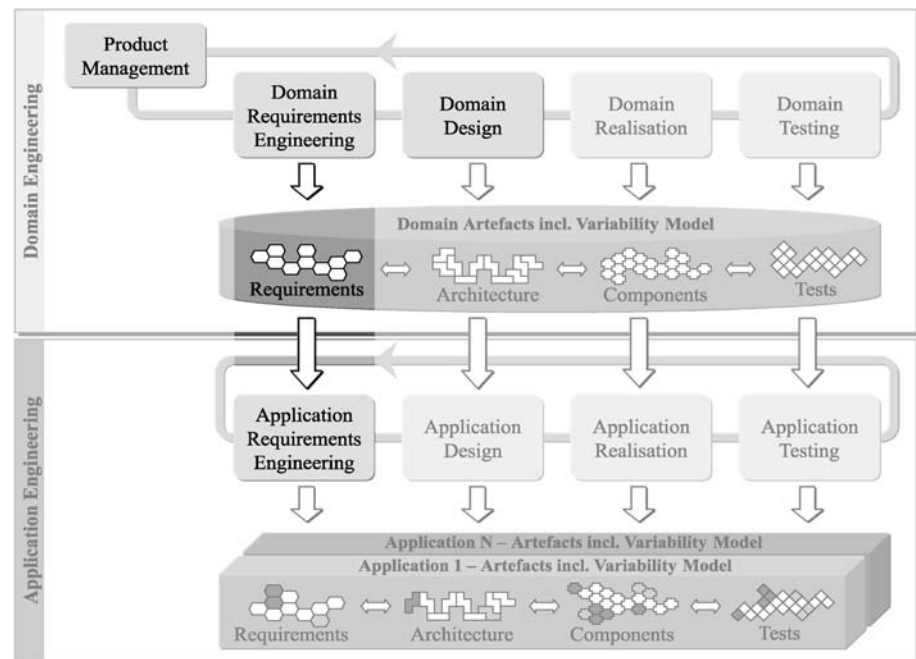 Domain Engineering
Product
Management
Domain
Requirements
Engineering
Domain
Design
Domain
Realisation
Domain
Testing
Domain Artefacts incl. Variability Model
Requirements
Architecture
Components
Tests
Application Engineering
Application
Requirements
Engineering
Application
Design
Application
Realisation
Application
Testing
Application N – Artefacts incl. Variability Model
Application 1 – Artefacts incl. Variability Model
Requirements
Architecture
Components
Tests